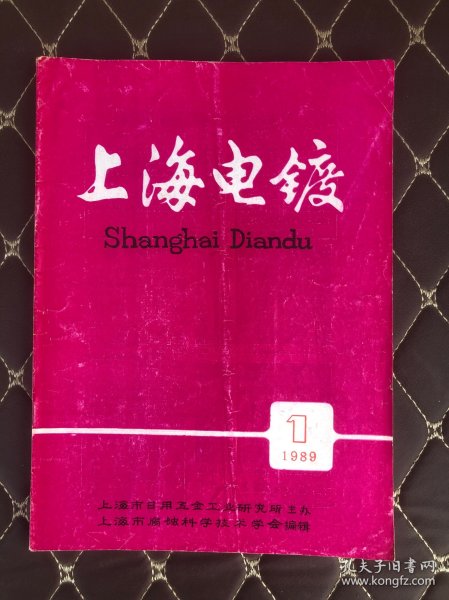 上海电镀
Shanghai Diandu
1
1989
上海市日用五金工业研究所主办
上海市腐蚀科学技术学会编辑
孔夫子旧书网
www.kongfz.com